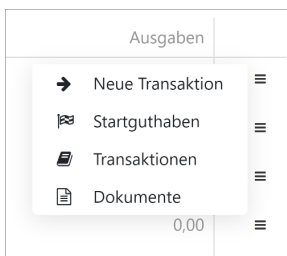 Ausgaben
Neue Transaktion
Startguthaben
Transaktionen
Dokumente
0,00